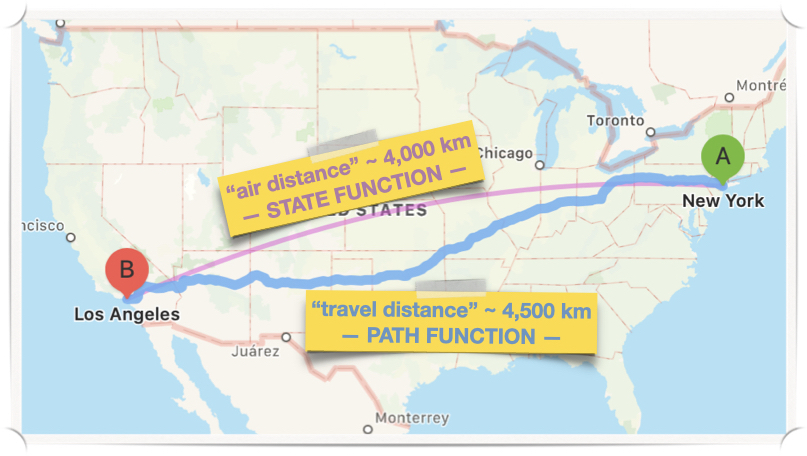 Montré
Toronto
A
Chicago
New York
“air distance” ~ 4,000 km
— STATE FUNCTION —
D STATES
ncisco
B
Los Angeles
“travel distance” ~ 4,500 km
— PATH FUNCTION —
Juárez
Monterrey